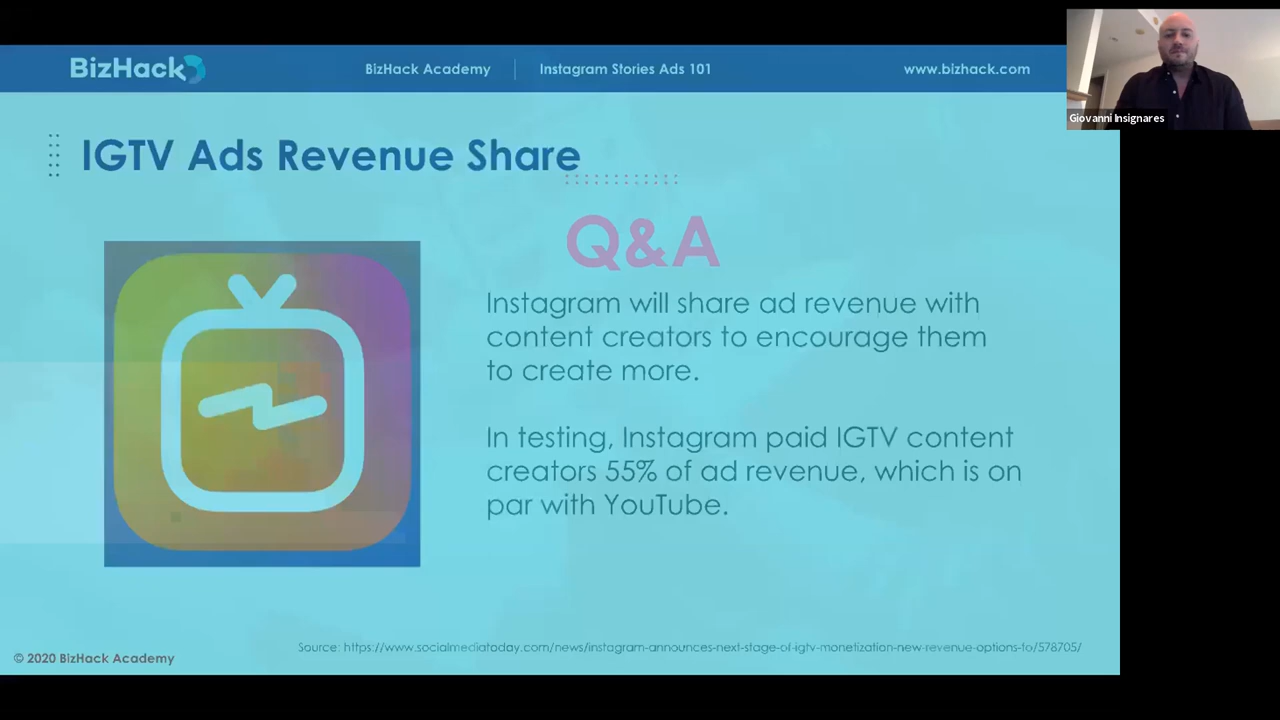 BizHack
BizHack Academy
Instagram Stories Ads 101
www.bizhack.com
Giovanni Insignares
IGTV Ads Revenue Share
Q&A
Instagram will share ad revenue with
content creators to encourage them
to create more.
In testing, Instagram paid IGTV content
creators 55% of ad revenue, which is on
par with YouTube.
Source: https://www.socialmediatoday.com/news/instagram-announces-next-stage-of-igtv-monetization-new-revenue-options-to/578705/
© 2020 BizHack Academy